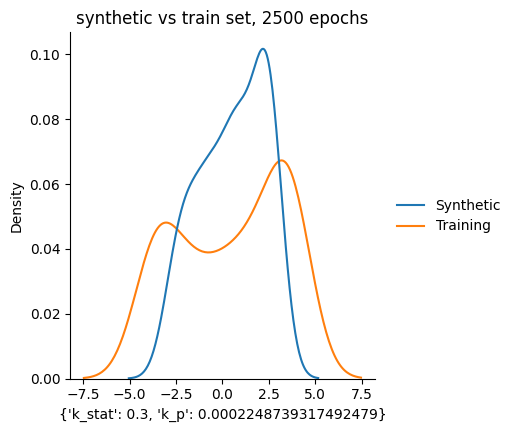 synthetic vs train set, 2500 epochs
0.10
0.08
0.06
0.04
0.02
0.00
Density
−7.5 −5.0 −2.5 0.0 2.5 5.0 7.5
{'k_stat': 0.3, 'k_p': 0.0002248739317492479}
Synthetic
Training